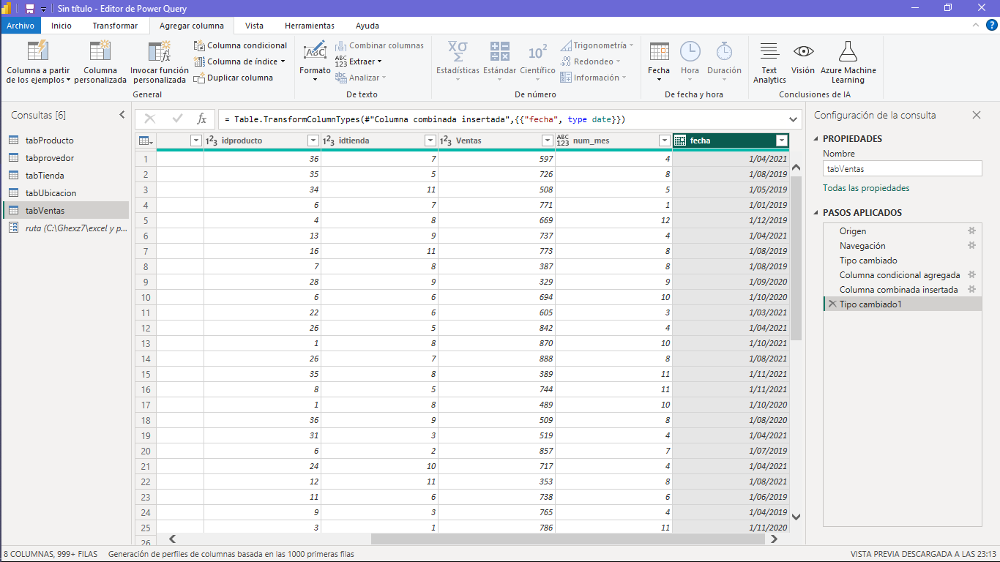 Sin título - Editor de Power Query
Archivo Inicio Transformar Agregar columna Vista Herramientas Ayuda
Columna a partir de los ejemplos
Columna personalizada
Invocar función personalizada
Columna condicional
Columna de índice
Duplicar columna
General
Formato
Combinar columnas
Extraer
Analizar
De texto
Estadísticas
Estándar
Científico
Trigonometría
Redondeo
Información
De número
Fecha
Hora
Duración
De fecha y hora
Text Analytics
Visión
Azure Machine Learning
Conclusiones de IA
Consultas [6]
tabProducto
tabprovedor
tabTienda
tabUbicacion
tabVentas
ruta (C:\Ghexz7\excel y p...
= Table.TransformColumnTypes(#"Columna combinada insertada",{{"fecha", type date}})
idproducto idtienda Ventas num_mes fecha
1 36 7 597 4 1/04/2021
2 35 5 726 8 1/08/2019
3 34 11 508 5 1/05/2019
4 6 7 771 1 1/01/2019
5 4 8 669 12 1/12/2019
6 13 9 737 4 1/04/2021
7 16 11 773 8 1/08/2019
8 7 8 387 8 1/08/2019
9 28 9 329 9 1/09/2020
10 6 6 694 10 1/10/2020
11 22 6 605 3 1/03/2021
12 26 5 842 4 1/04/2021
13 1 8 870 10 1/10/2021
14 26 7 888 8 1/08/2021
15 35 8 389 11 1/11/2021
16 8 5 744 11 1/11/2021
17 1 8 489 10 1/10/2020
18 36 9 509 8 1/08/2020
19 31 3 519 4 1/04/2021
20 6 2 857 7 1/07/2019
21 24 10 717 4 1/04/2021
22 12 11 353 8 1/08/2021
23 11 6 738 6 1/06/2019
24 9 3 765 4 1/04/2019
25 3 1 786 11 1/11/2020
26
Configuración de la consulta
PROPIEDADES
Nombre
tabVentas
Todas las propiedades
PASOS APLICADOS
Origen
Navegación
Tipo cambiado
Columna condicional agregada
Columna combinada insertada
Tipo cambiado1
8 COLUMNAS, 999+ FILAS Generación de perfiles de columnas basada en las 1000 primeras filas
VISTA PREVIA DESCARGADA A LAS 23:13